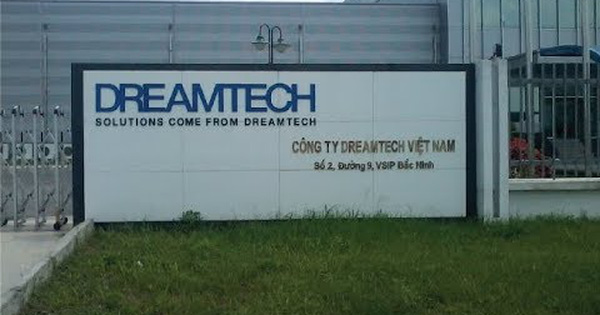 DREAMTECH
SOLUTIONS COME FROM DREAMTECH
CÔNG TY DREAMTECH VIỆT NAM
Số 2, Đường 9, VSIP Bắc Ninh